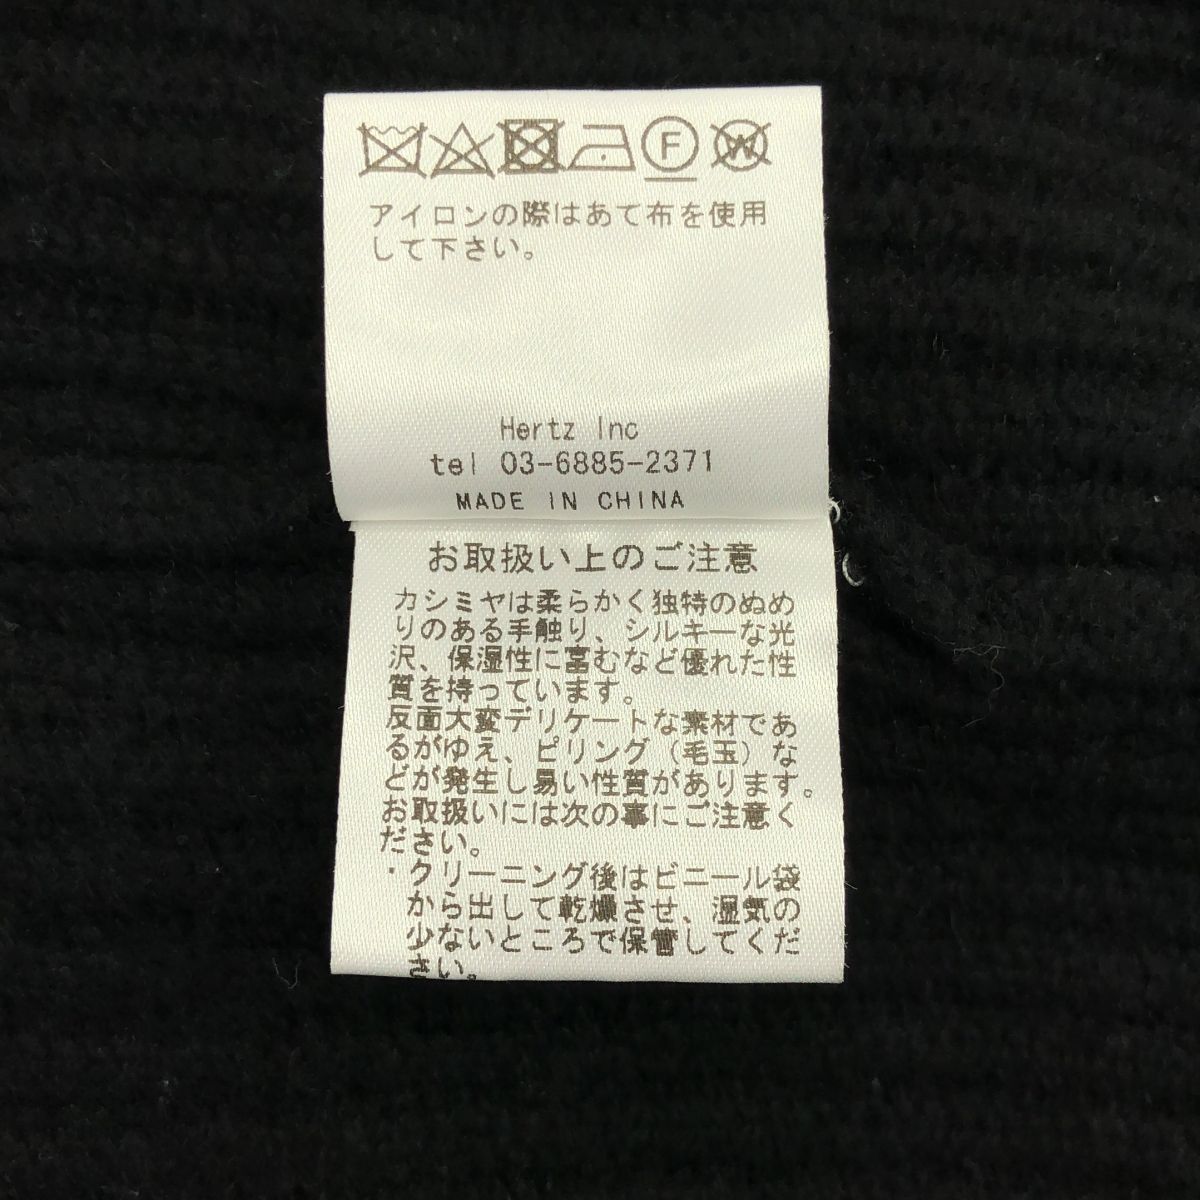 F W
アイロンの際はあて布を使用
して下さい。
Hertz Inc
tel 03-6885-2371
MADE IN CHINA
お取扱い上のご注意
カシミヤは柔らかく独特のぬめ
りのある手触り、シルキーな光
沢、保湿性に富むなど優れた性
質を持っています。
反面大変デリケートな素材であ
るがゆえ、ピリング(毛玉)な
どが発生し易い性質があります。
お取扱いには次の事にご注意く
ださい。
・クリーニング後はビニール袋
から出して乾燥させ、湿気の
少ないところで保管してくだ
さい。